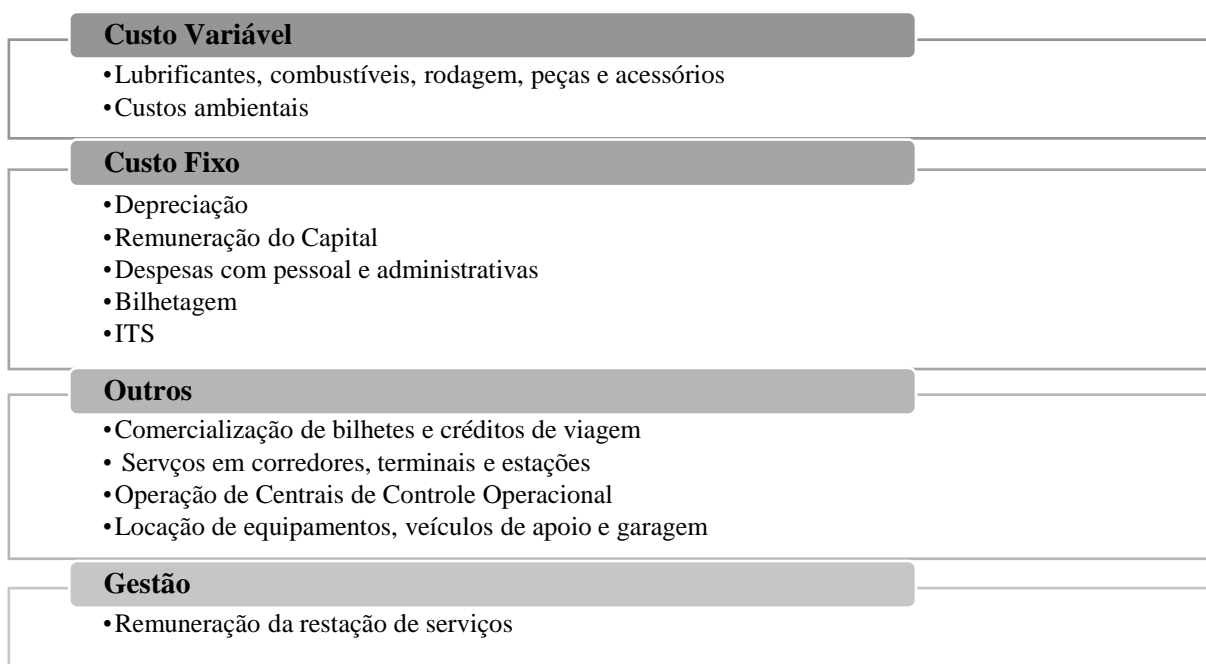 Custo Variável
•Lubrificantes, combustíveis, rodagem, peças e acessórios
•Custos ambientais
Custo Fixo
•Depreciação
•Remuneração do Capital
•Despesas com pessoal e administrativas
•Bilhetagem
•ITS
Outros
•Comercialização de bilhetes e créditos de viagem
• Servços em corredores, terminais e estações
•Operação de Centrais de Controle Operacional
•Locação de equipamentos, veículos de apoio e garagem
Gestão
•Remuneração da restação de serviços